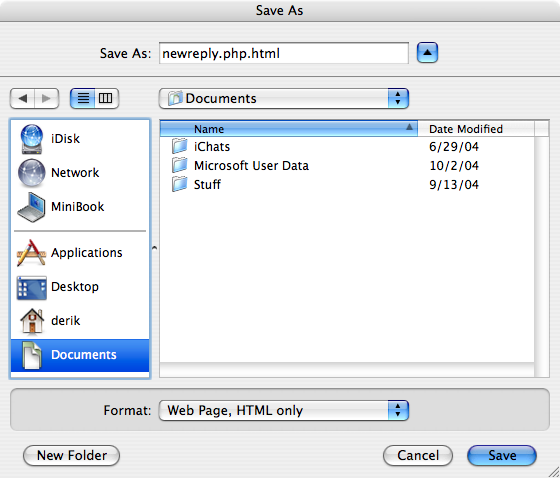 Save As
Save As: newreply.php.html
Documents
iDisk
Network
MiniBook
Applications
Desktop
derik
Documents
Name Date Modified
iChats 6/29/04
Microsoft User Data 10/2/04
Stuff 9/13/04
Format: Web Page, HTML only
New Folder Cancel Save